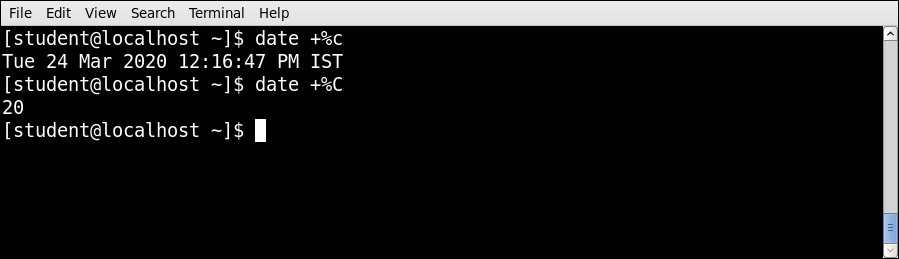 File Edit View Search Terminal Help
[student@localhost ~]$ date +%c
Tue 24 Mar 2020 12:16:47 PM IST
[student@localhost ~]$ date +%C
20
[student@localhost ~]$